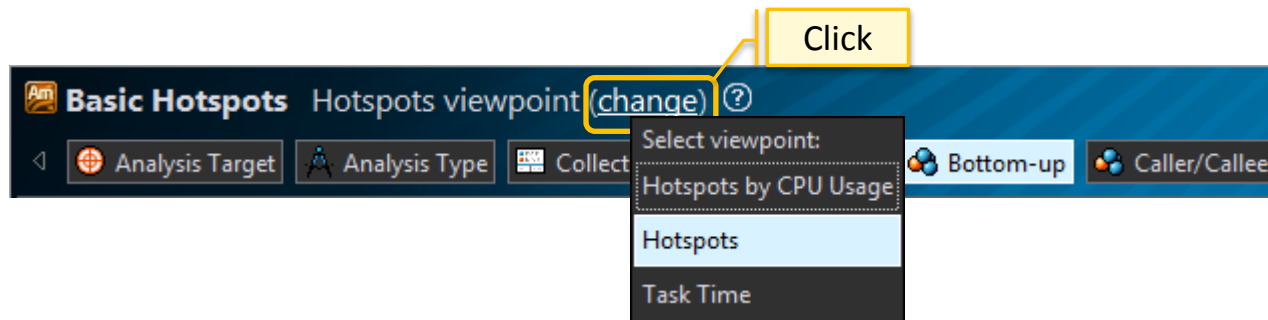 Click
Am Basic Hotspots Hotspots viewpoint (change) ?
Analysis Target Analysis Type Collect Bottom-up Caller/Callee
Select viewpoint:
Hotspots by CPU Usage
Hotspots
Task Time